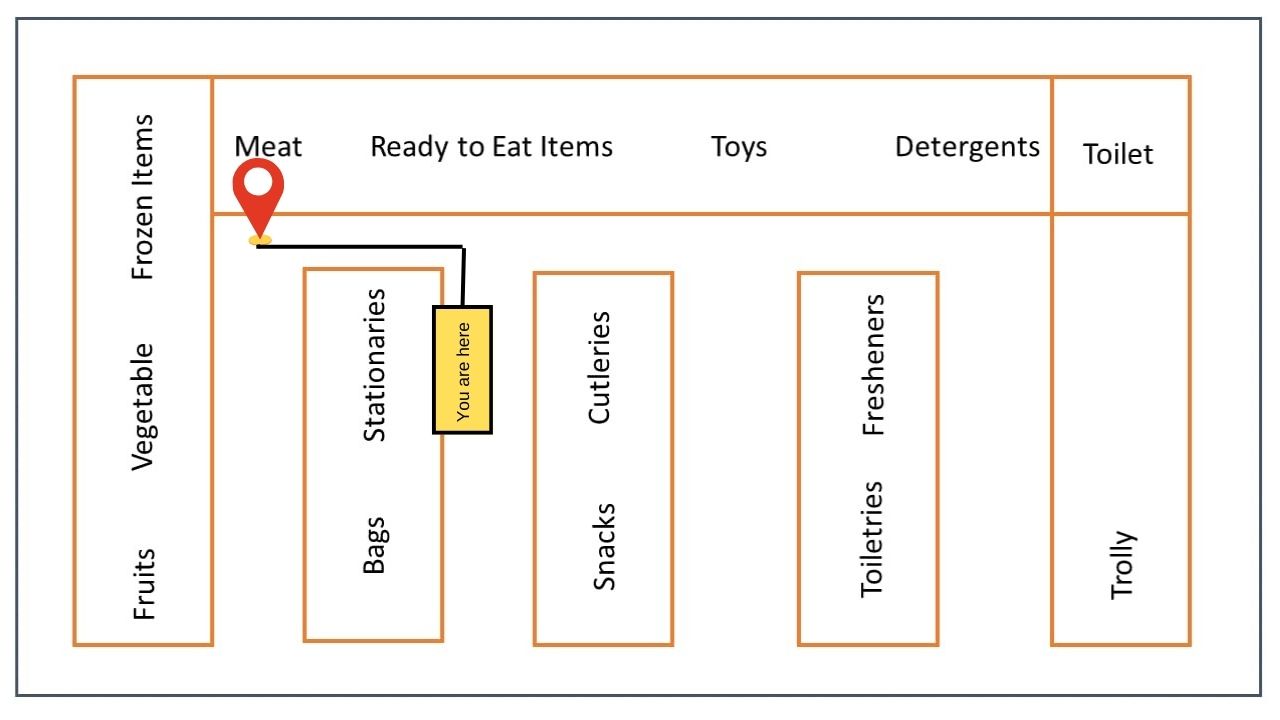 Meat
Ready to Eat Items
Toys
Detergents
Toilet
Frozen Items
Vegetable
Fruits
Stationaries
Bags
You are here
Cutleries
Snacks
Fresheners
Toiletries
Trolly